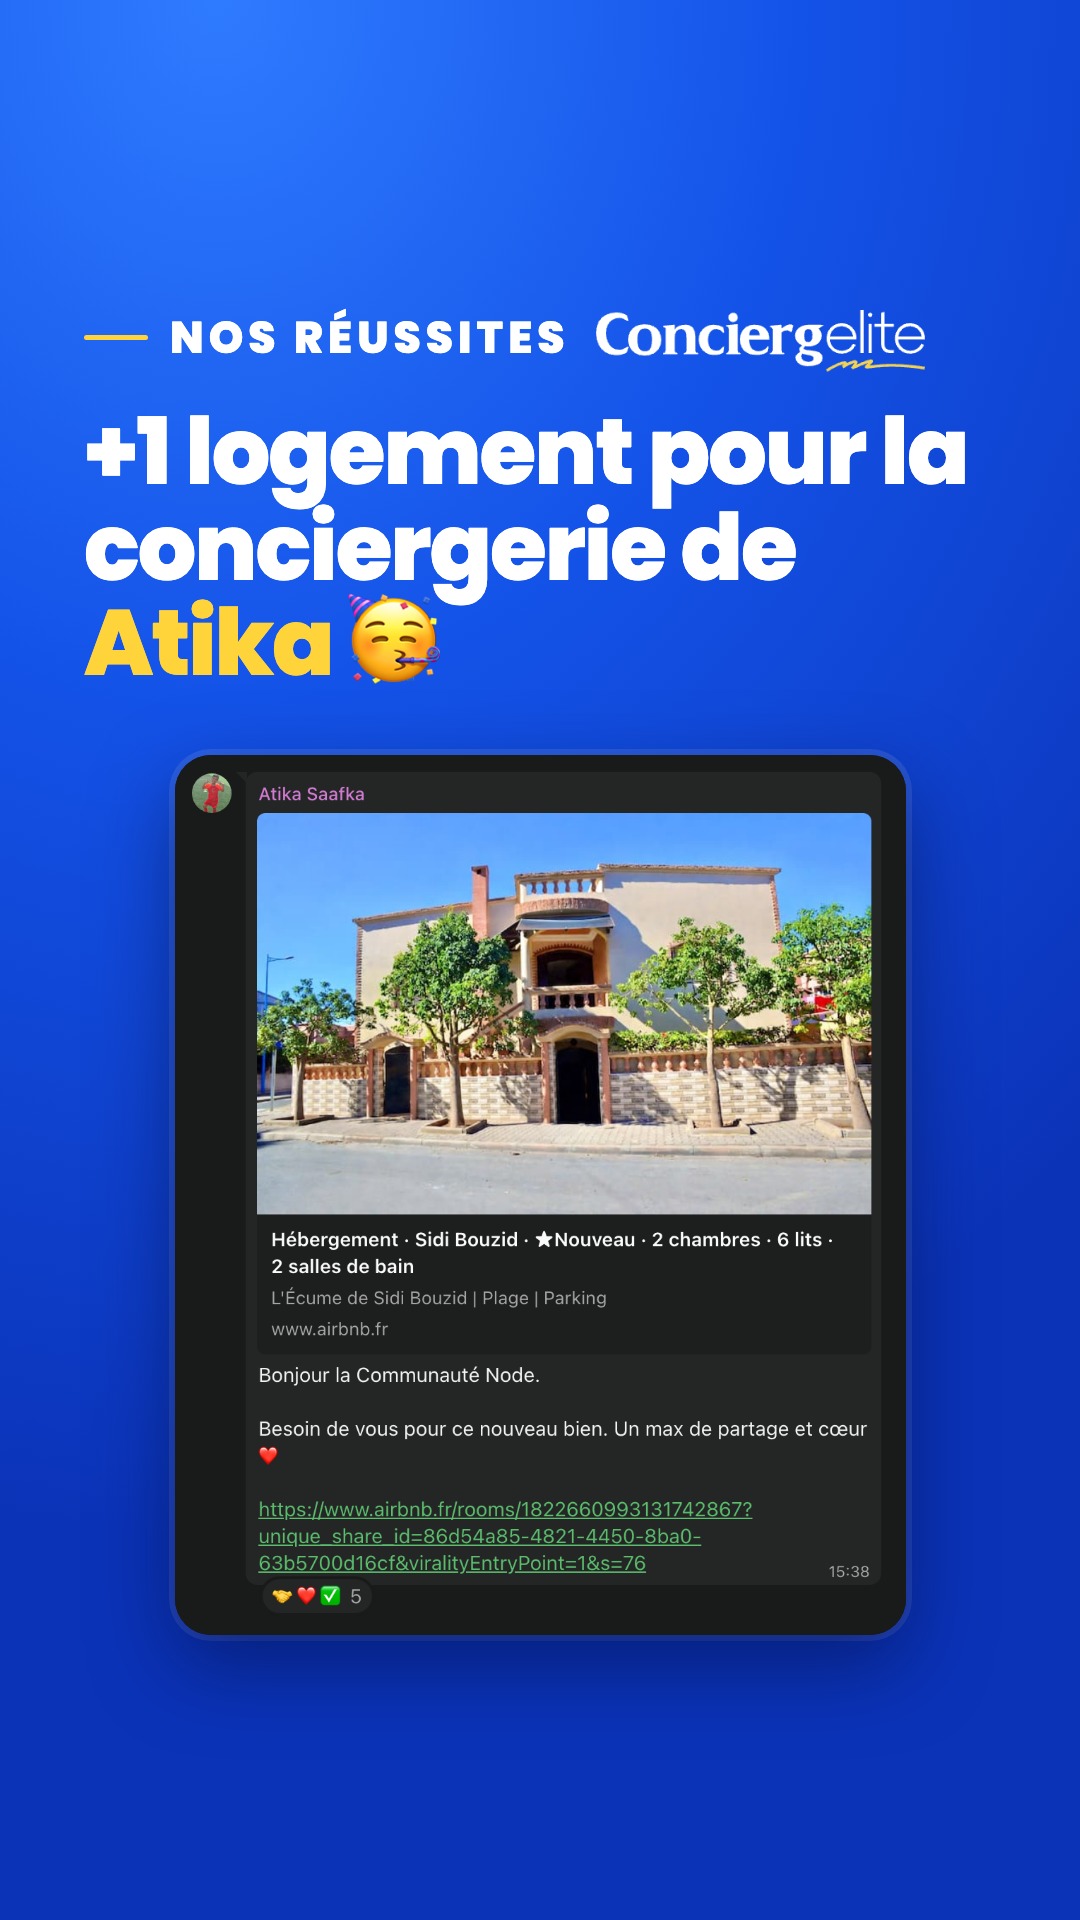 NOS RÉUSSITES Conciergelite
+1 logement pour la
conciergerie de
Atika 🥳
Atika Saafka
Hébergement · Sidi Bouzid · ★Nouveau · 2 chambres · 6 lits ·
2 salles de bain
L'Écume de Sidi Bouzid | Plage | Parking
www.airbnb.fr
Bonjour la Communauté Node.
Besoin de vous pour ce nouveau bien. Un max de partage et cœur
❤️
https://www.airbnb.fr/rooms/1822660993131742867?
unique_share_id=86d54a85-4821-4450-8ba0-
63b5700d16cf&viralityEntryPoint=1&s=76
15:38
🤝❤️✅ 5